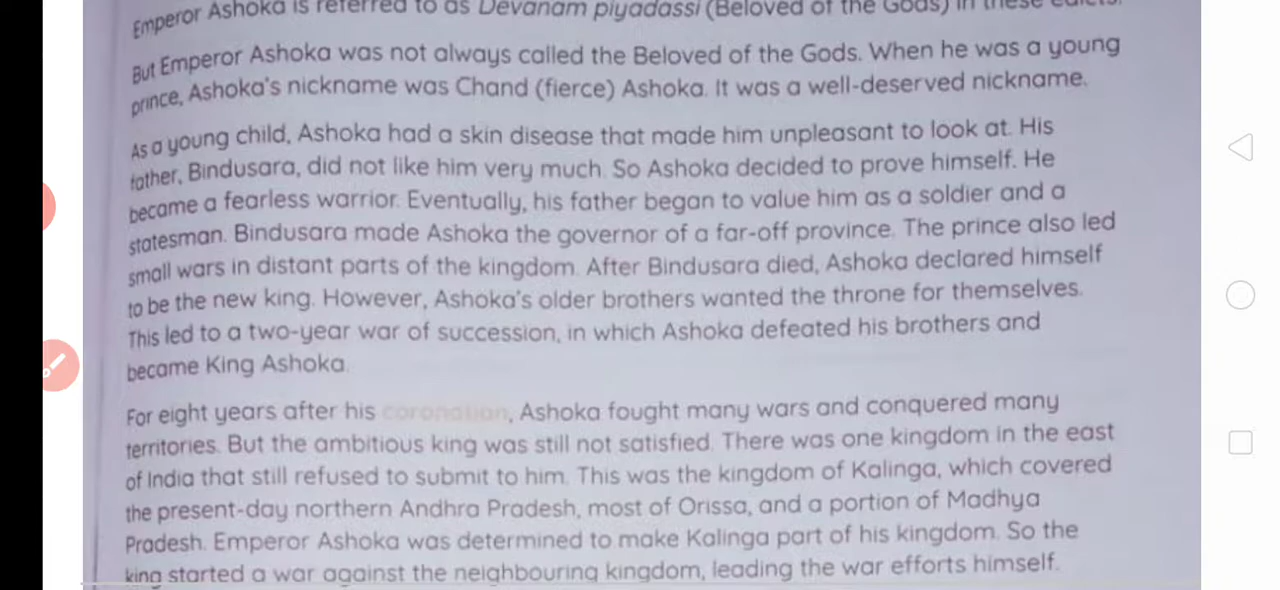 Emperor Ashoka is referred to as Devanam piyadassi (Beloved of the Gods) in these edicts.
But Emperor Ashoka was not always called the Beloved of the Gods. When he was a young
prince, Ashoka's nickname was Chand (fierce) Ashoka. It was a well-deserved nickname.
As a young child, Ashoka had a skin disease that made him unpleasant to look at. His
father, Bindusara, did not like him very much. So Ashoka decided to prove himself. He
became a fearless warrior. Eventually, his father began to value him as a soldier and a
statesman. Bindusara made Ashoka the governor of a far-off province. The prince also led
small wars in distant parts of the kingdom. After Bindusara died, Ashoka declared himself
to be the new king. However, Ashoka's older brothers wanted the throne for themselves.
This led to a two-year war of succession, in which Ashoka defeated his brothers and
became King Ashoka.
For eight years after his coronation, Ashoka fought many wars and conquered many
territories. But the ambitious king was still not satisfied. There was one kingdom in the east
of India that still refused to submit to him. This was the kingdom of Kalinga, which covered
the present-day northern Andhra Pradesh, most of Orissa, and a portion of Madhya
Pradesh. Emperor Ashoka was determined to make Kalinga part of his kingdom. So the
king started a war against the neighbouring kingdom, leading the war efforts himself.